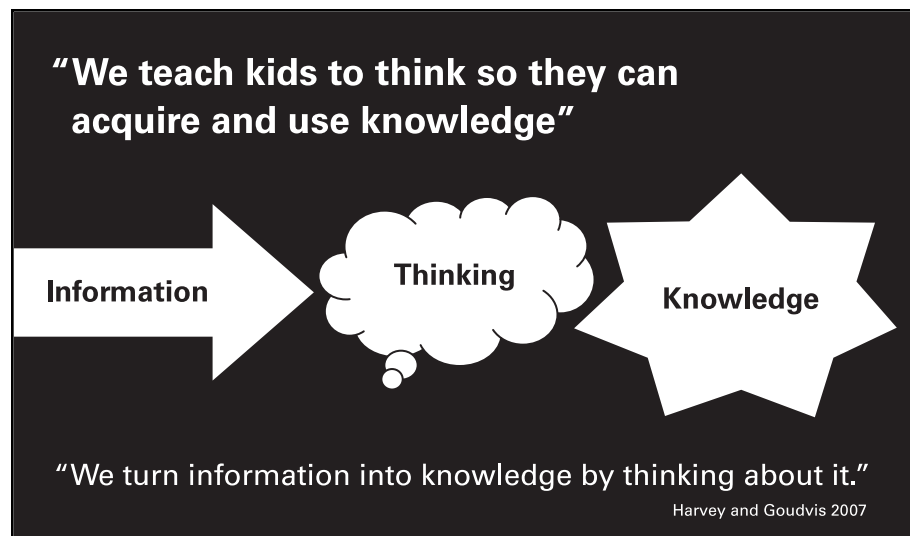 “We teach kids to think so they can
acquire and use knowledge”
Information
Thinking
Knowledge
“We turn information into knowledge by thinking about it.”
Harvey and Goudvis 2007